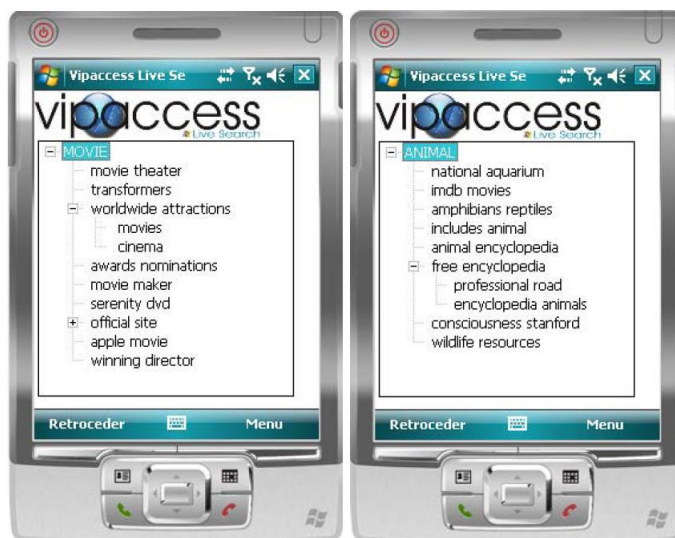 Vipaccess Live Se
vipaccess
Live Search
MOVIE
movie theater
transformers
worldwide attractions
movies
cinema
awards nominations
movie maker
serenity dvd
official site
apple movie
winning director
Retroceder
Menu
Vipaccess Live Se
vipaccess
Live Search
ANIMAL
national aquarium
imdb movies
amphibians reptiles
includes animal
animal encyclopedia
free encyclopedia
professional road
encyclopedia animals
consciousness stanford
wildlife resources
Retroceder
Menu